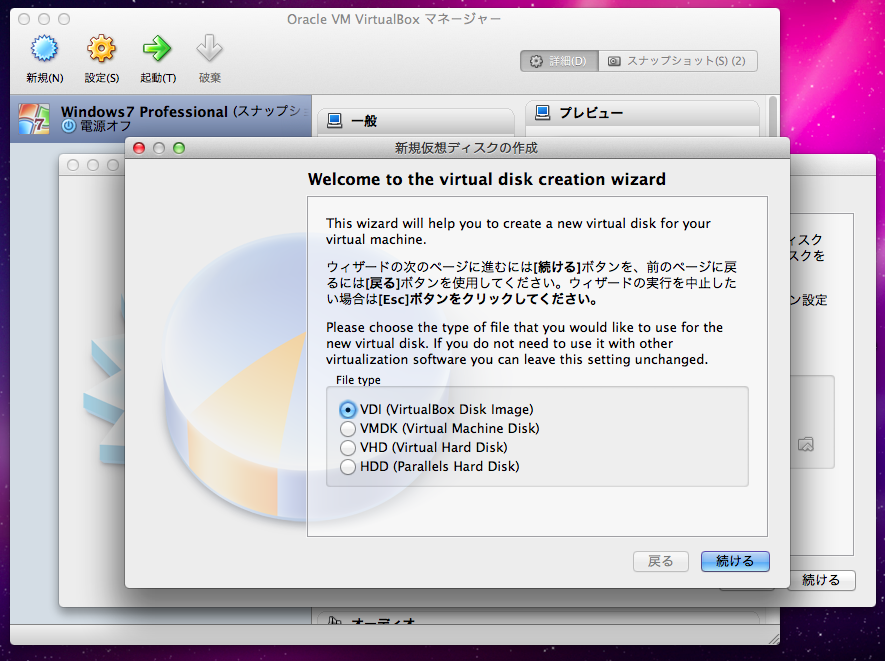 Oracle VM VirtualBox マネージャー
新規(N)
設定(S)
起動(T)
破棄
詳細(D)
スナップショット(S) (2)
Windows7 Professional (スナップシ
電源オフ
一般
プレビュー
新規仮想ディスクの作成
Welcome to the virtual disk creation wizard
This wizard will help you to create a new virtual disk for your
virtual machine.
ウィザードの次のページに進むには[続ける]ボタンを、前のページに戻
るには[戻る]ボタンを使用してください。ウィザードの実行を中止した
い場合は[Esc]ボタンをクリックしてください。
Please choose the type of file that you would like to use for the
new virtual disk. If you do not need to use it with other
virtualization software you can leave this setting unchanged.
File type
VDI (VirtualBox Disk Image)
VMDK (Virtual Machine Disk)
VHD (Virtual Hard Disk)
HDD (Parallels Hard Disk)
戻る
続ける
ィスク
スクを
ン設定
続ける
オーディオ